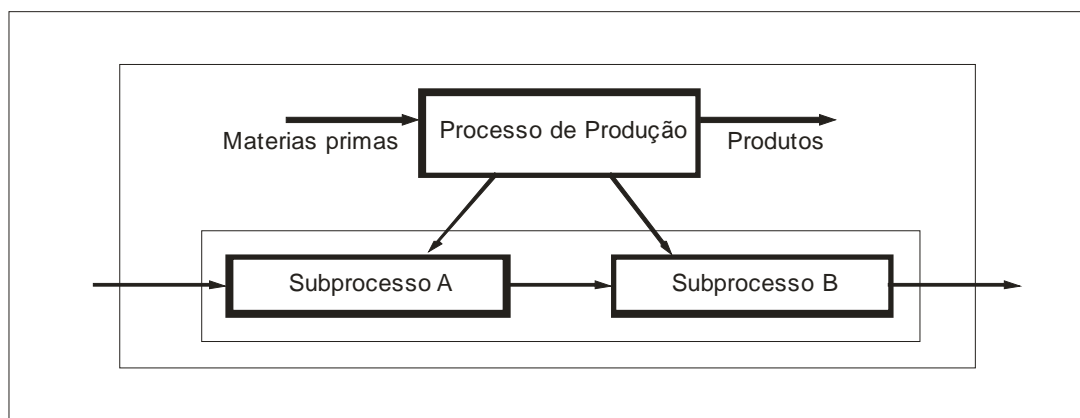 Processo de Produção
Materias primas
Produtos
Subprocesso A
Subprocesso B